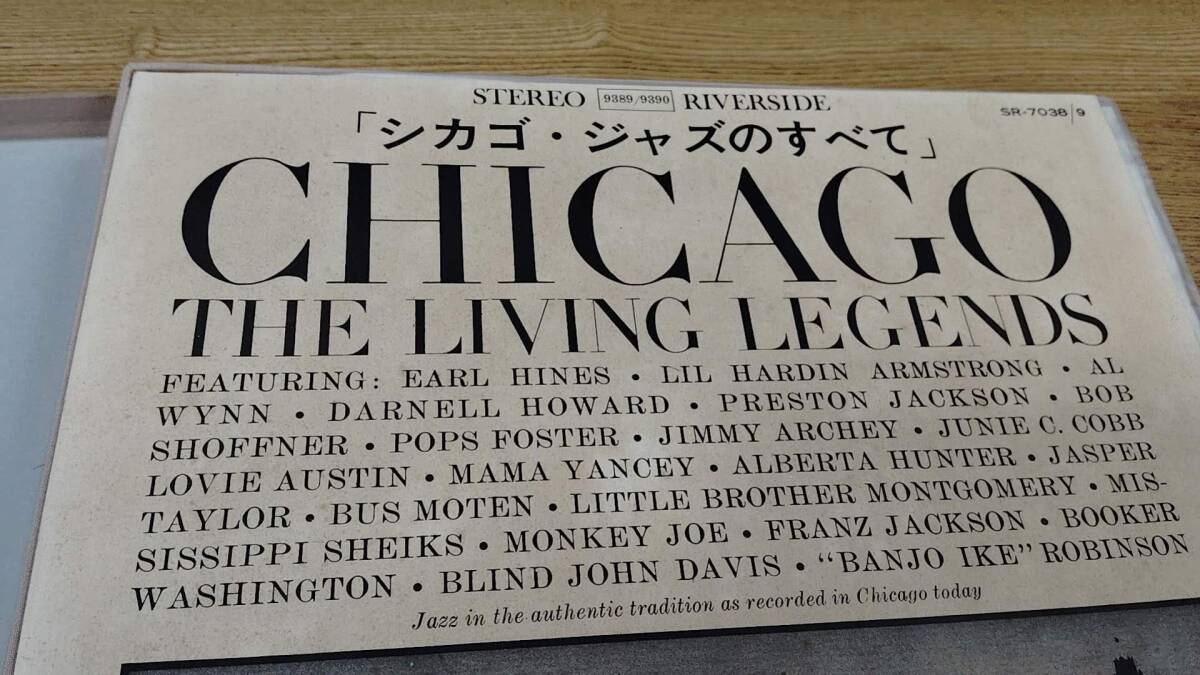 STEREO 9389/9390 RIVERSIDE SR-7038/9
「シカゴ・ジャズのすべて」
CHICAGO
THE LIVING LEGENDS
FEATURING: EARL HINES • LIL HARDIN ARMSTRONG • AL
WYNN • DARNELL HOWARD • PRESTON JACKSON • BOB
SHOFFNER • POPS FOSTER • JIMMY ARCHEY • JUNIE C. COBB
LOVIE AUSTIN • MAMA YANCEY • ALBERTA HUNTER • JASPER
TAYLOR • BUS MOTEN • LITTLE BROTHER MONTGOMERY • MIS-
SISSIPPI SHEIKS • MONKEY JOE • FRANZ JACKSON • BOOKER
WASHINGTON • BLIND JOHN DAVIS • “BANJO IKE” ROBINSON
Jazz in the authentic tradition as recorded in Chicago today